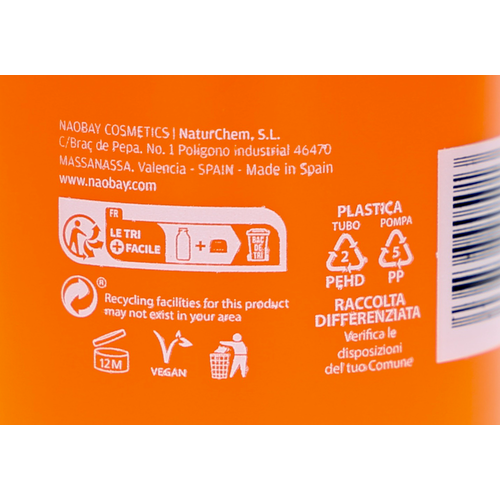 NAOBAY COSMETICS | NaturChem, S.L.
C/Braç de Pepa. No. 1 Polígono industrial 46470
MASSANASSA. Valencia - SPAIN - Made in Spain
www.naobay.com
FR
LE TRI
+ FACILE
+
BAC
DE
TRI
®
Recycling facilities for this product
may not exist in your area
12M
VEGAN
PLASTICA
TUBO POMPA
2 5
PEHD PP
RACCOLTA
DIFFERENZIATA
Verifica le
disposizioni
del tuo Comune